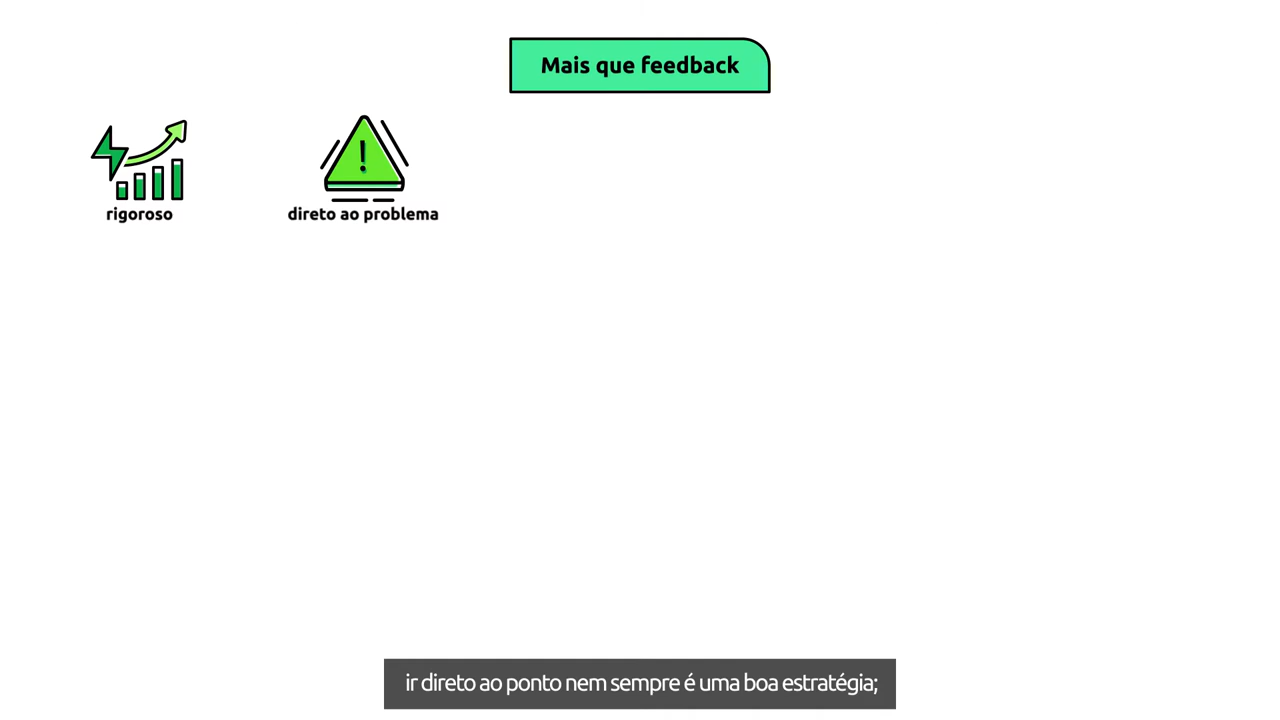 Mais que feedback
rigoroso
direto ao problema
ir direto ao ponto nem sempre é uma boa estratégia;